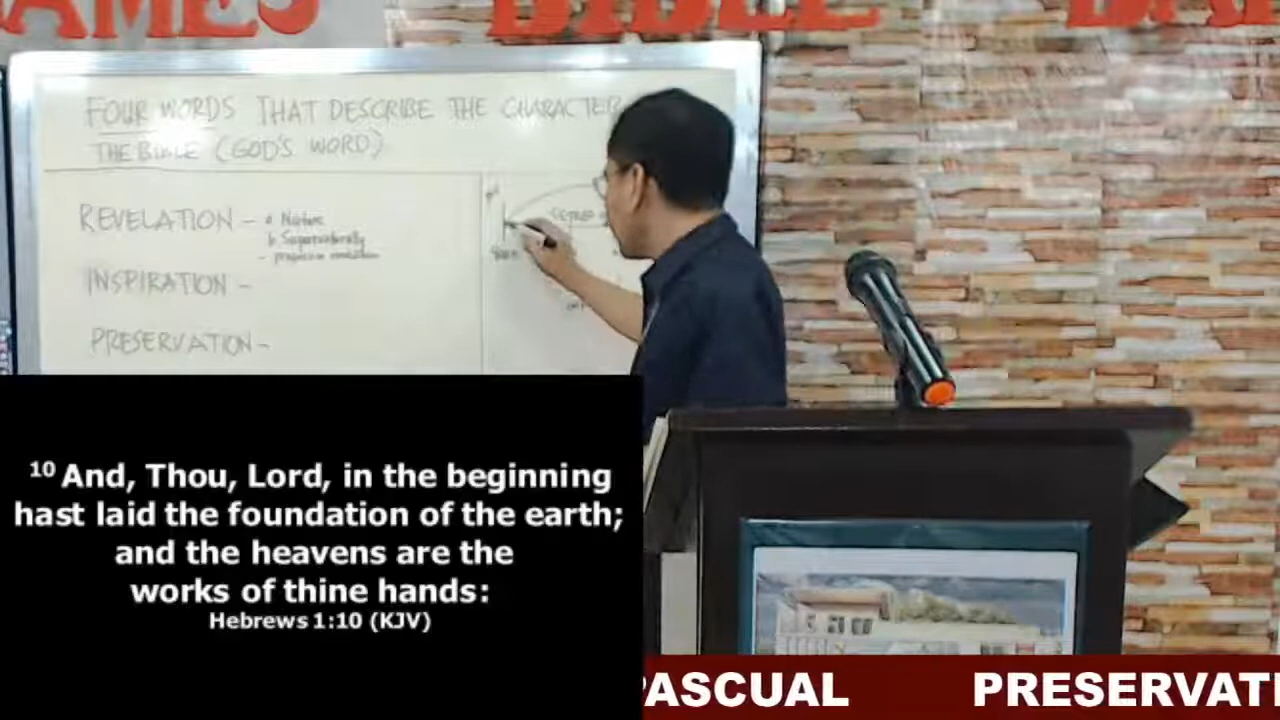 AMES BIBLE BAP
FOUR WORDS THAT DESCRIBE THE CHARACTER
THE BIBLE (GOD'S WORD)
REVELATION - a. Nature
b. Supernaturally
INSPIRATION -
PRESERVATION -
10 And, Thou, Lord, in the beginning
hast laid the foundation of the earth;
and the heavens are the
works of thine hands:
Hebrews 1:10 (KJV)
PASCUAL PRESERVATI